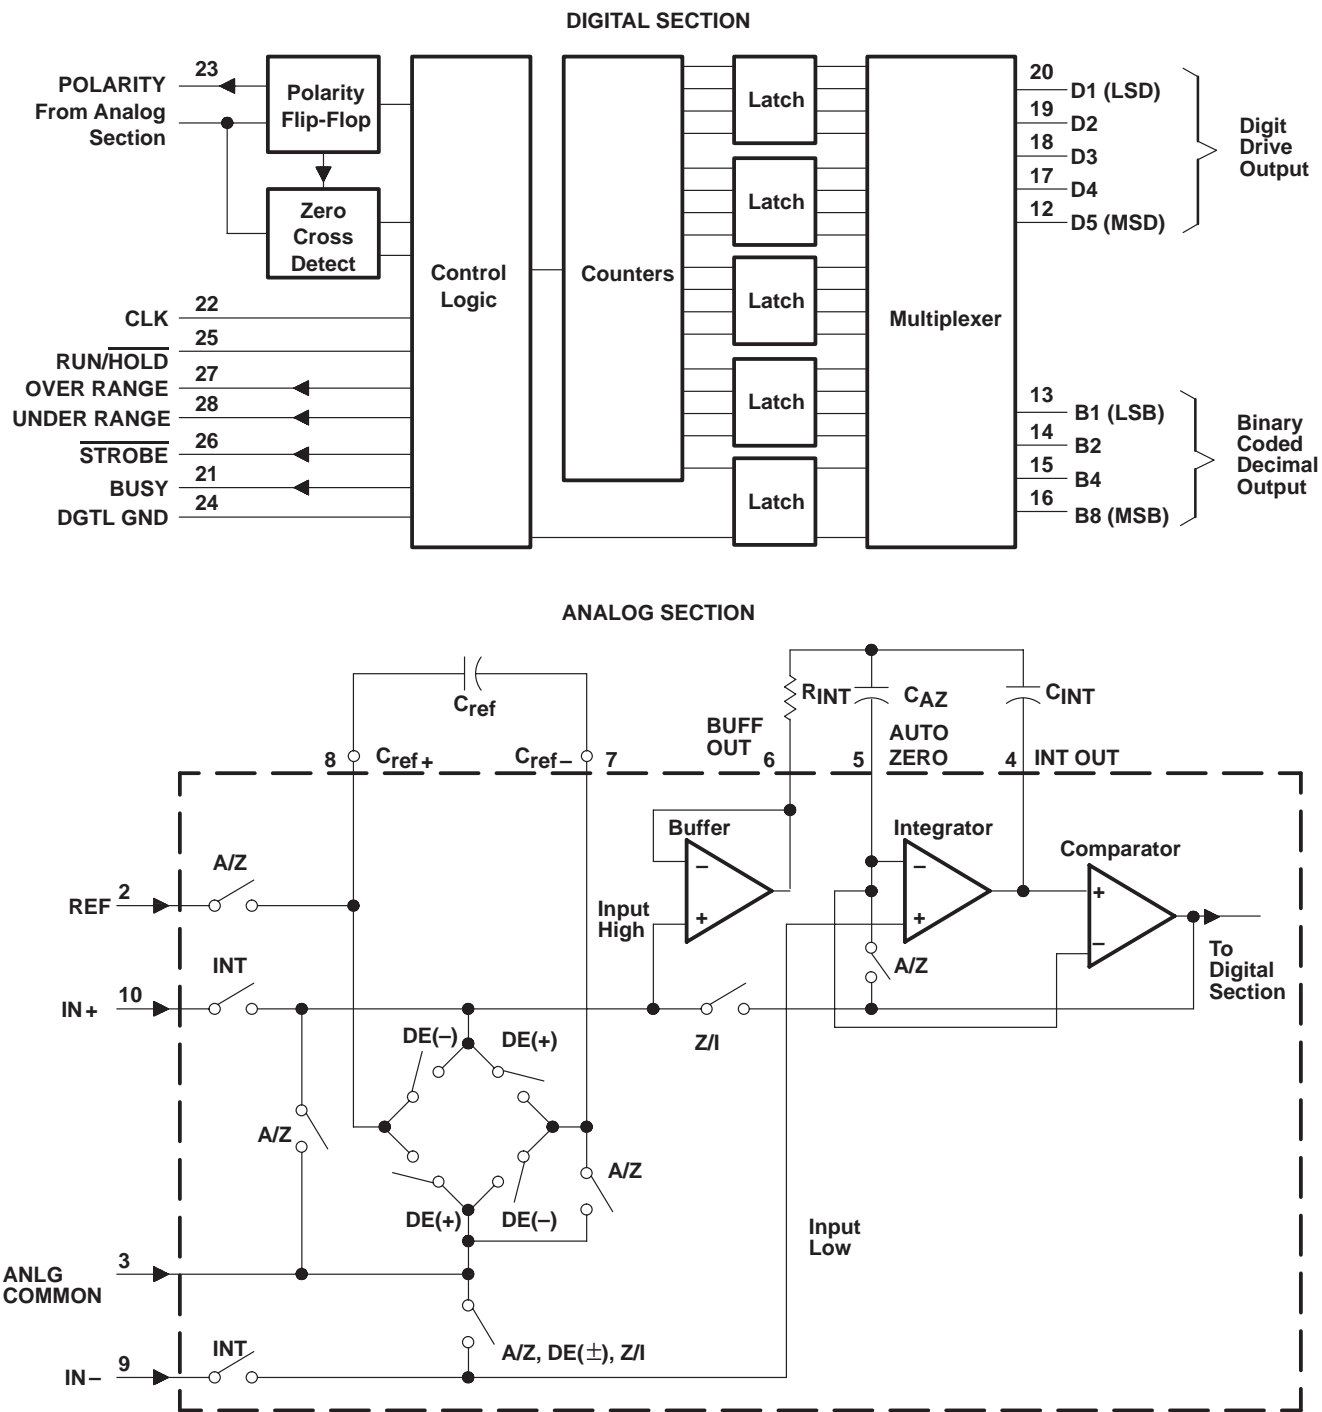 DIGITAL SECTION
POLARITY
23
From Analog
Section
Polarity
Flip-Flop
Zero
Cross
Detect
CLK
22
RUN/HOLD
25
OVER RANGE
27
UNDER RANGE
28
STROBE
26
BUSY
21
DGTL GND
24
Control
Logic
Counters
Latch
Latch
Latch
Latch
Latch
Multiplexer
20
D1 (LSD)
19
D2
18
D3
17
D4
12
D5 (MSD)
Digit
Drive
Output
13
B1 (LSB)
14
B2
15
B4
16
B8 (MSB)
Binary
Coded
Decimal
Output
ANALOG SECTION
Cref
8
Cref+
Cref–
7
BUFF
OUT
6
RINT
CAZ
CINT
5
AUTO
ZERO
4
INT OUT
Buffer
–
+
Input
High
Integrator
–
+
Comparator
+
–
To
Digital
Section
REF
2
A/Z
IN+
10
INT
A/Z
DE(–)
DE(+)
DE(+)
DE(–)
A/Z
Z/I
A/Z
Input
Low
ANLG
COMMON
3
A/Z, DE(±), Z/I
IN–
9
INT